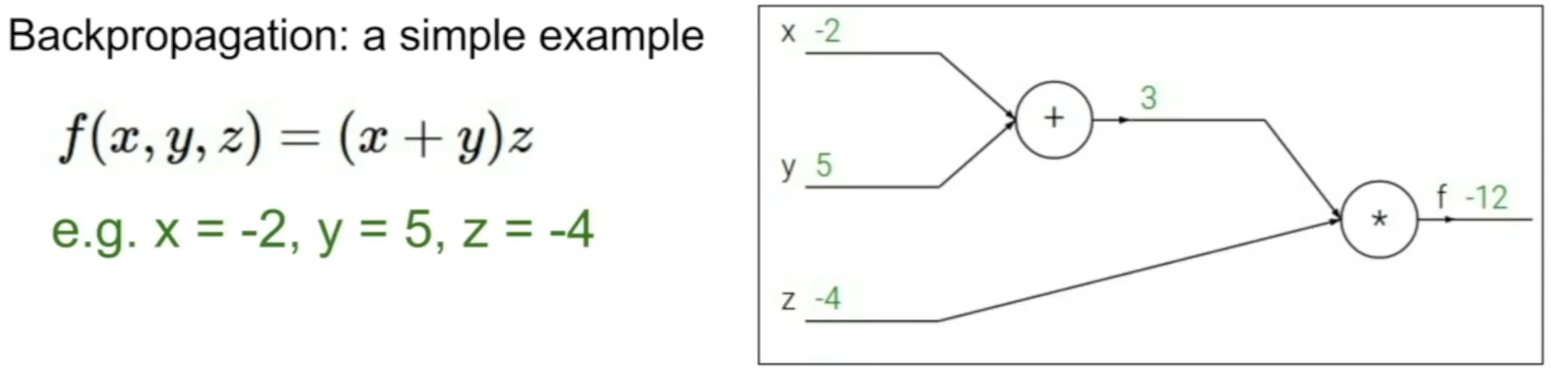 Backpropagation: a simple example
f(x, y, z) = (x + y)z
e.g. x = -2, y = 5, z = -4
x -2
+
3
y 5
*
f -12
z -4